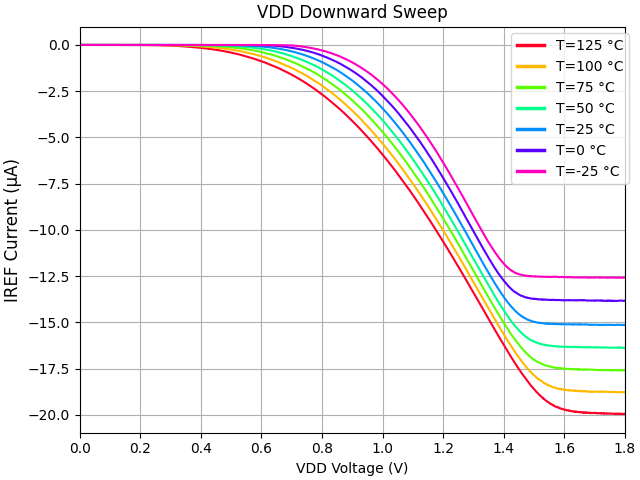 VDD Downward Sweep
IREF Current (μA)
0.0
−2.5
−5.0
−7.5
−10.0
−12.5
−15.0
−17.5
−20.0
T=125 °C
T=100 °C
T=75 °C
T=50 °C
T=25 °C
T=0 °C
T=-25 °C
0.0 0.2 0.4 0.6 0.8 1.0 1.2 1.4 1.6 1.8
VDD Voltage (V)